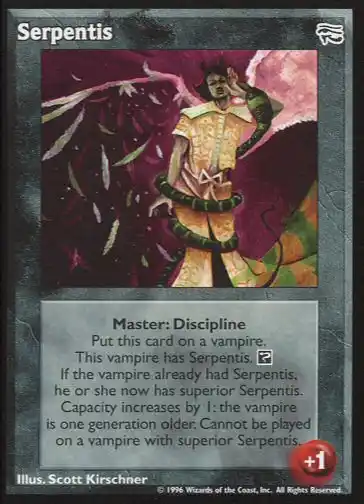 Serpentis
Master: Discipline
Put this card on a vampire.
This vampire has Serpentis.
If the vampire already had Serpentis,
he or she now has superior Serpentis.
Capacity increases by 1: the vampire
is one generation older. Cannot be played
on a vampire with superior Serpentis.
+1
Illus. Scott Kirschner
© 1996 Wizards of the Coast, Inc. All Rights Reserved.